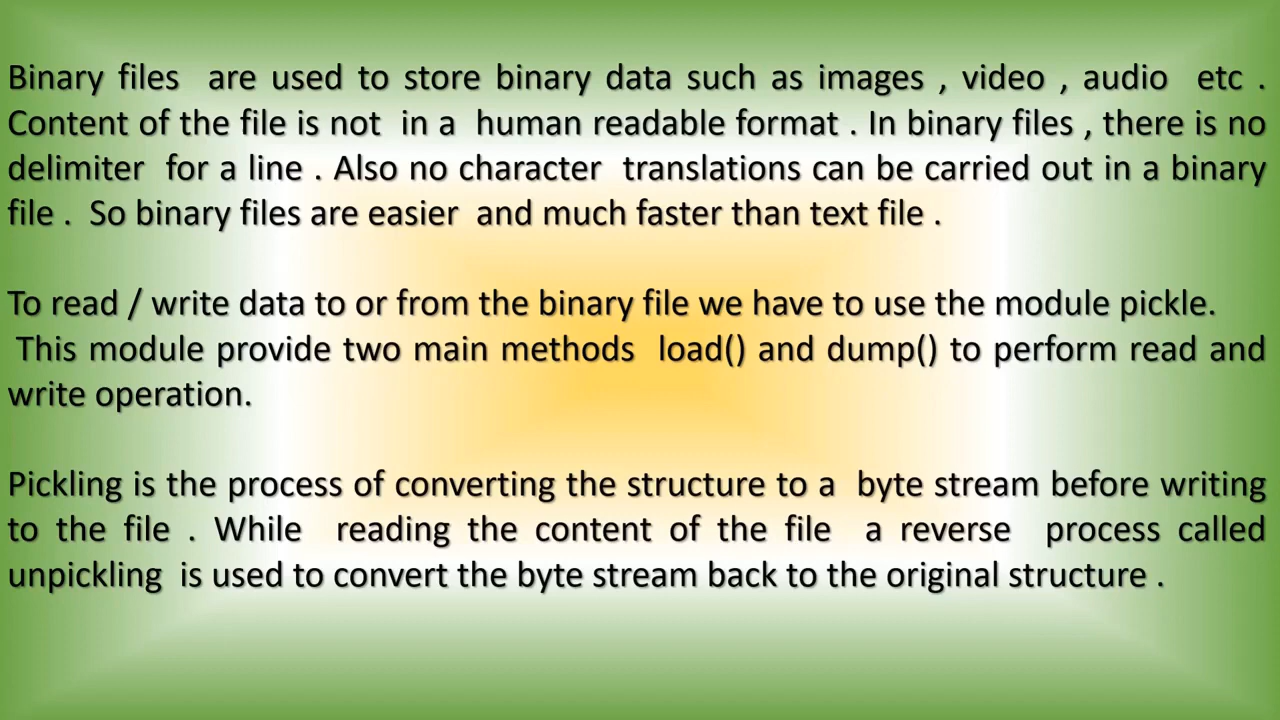 Binary files are used to store binary data such as images , video , audio etc .
Content of the file is not in a human readable format . In binary files , there is no
delimiter for a line . Also no character translations can be carried out in a binary
file . So binary files are easier and much faster than text file .
To read / write data to or from the binary file we have to use the module pickle.
This module provide two main methods load() and dump() to perform read and
write operation.
Pickling is the process of converting the structure to a byte stream before writing
to the file . While reading the content of the file a reverse process called
unpickling is used to convert the byte stream back to the original structure .